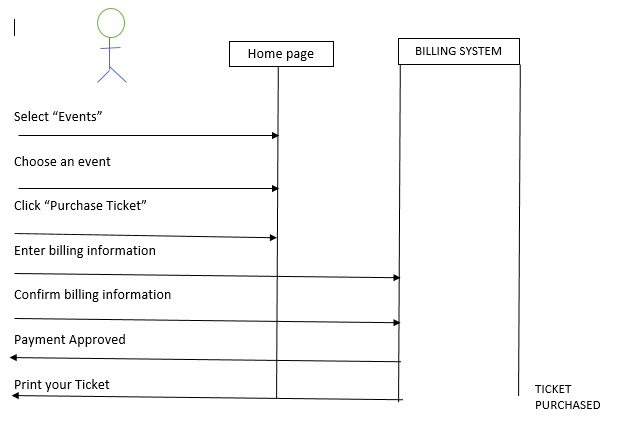 Home page
BILLING SYSTEM
Select “Events”
Choose an event
Click “Purchase Ticket”
Enter billing information
Confirm billing information
Payment Approved
Print your Ticket
TICKET
PURCHASED